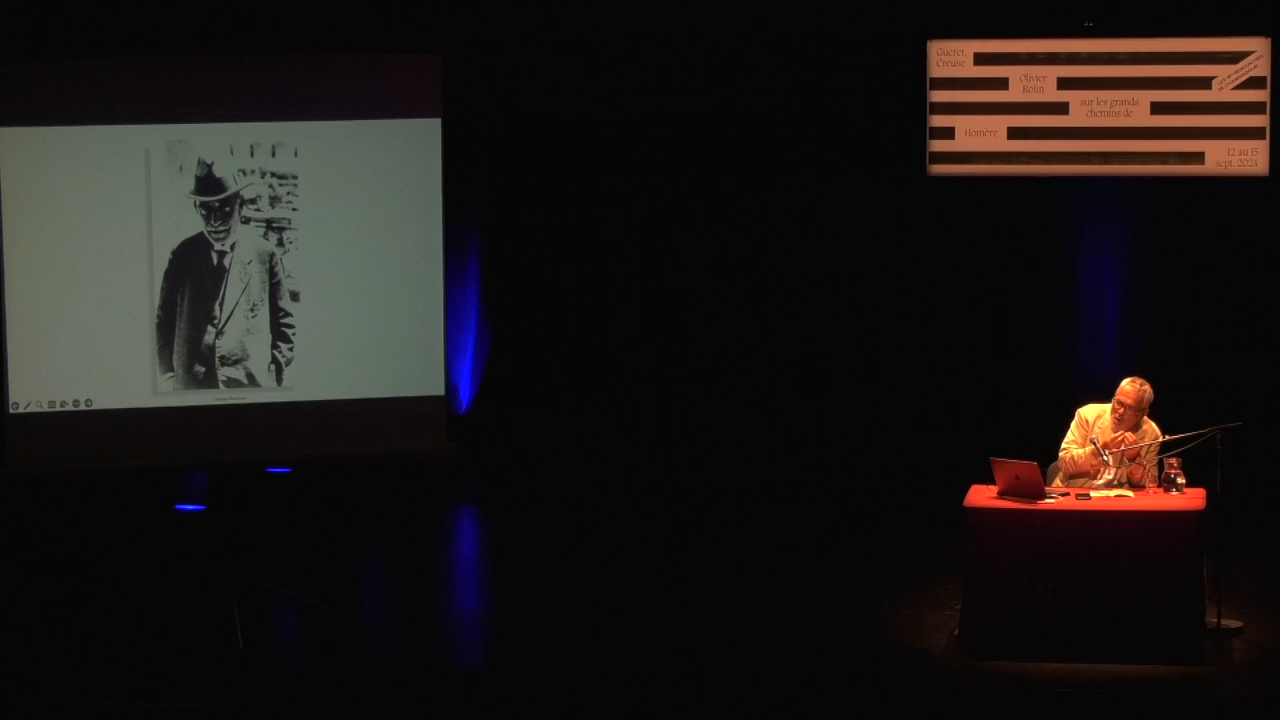 Guéret,
Creuse
Olivier
Rolin
sur les grands
chemins de
Homère
12 au 15
sept. 2024